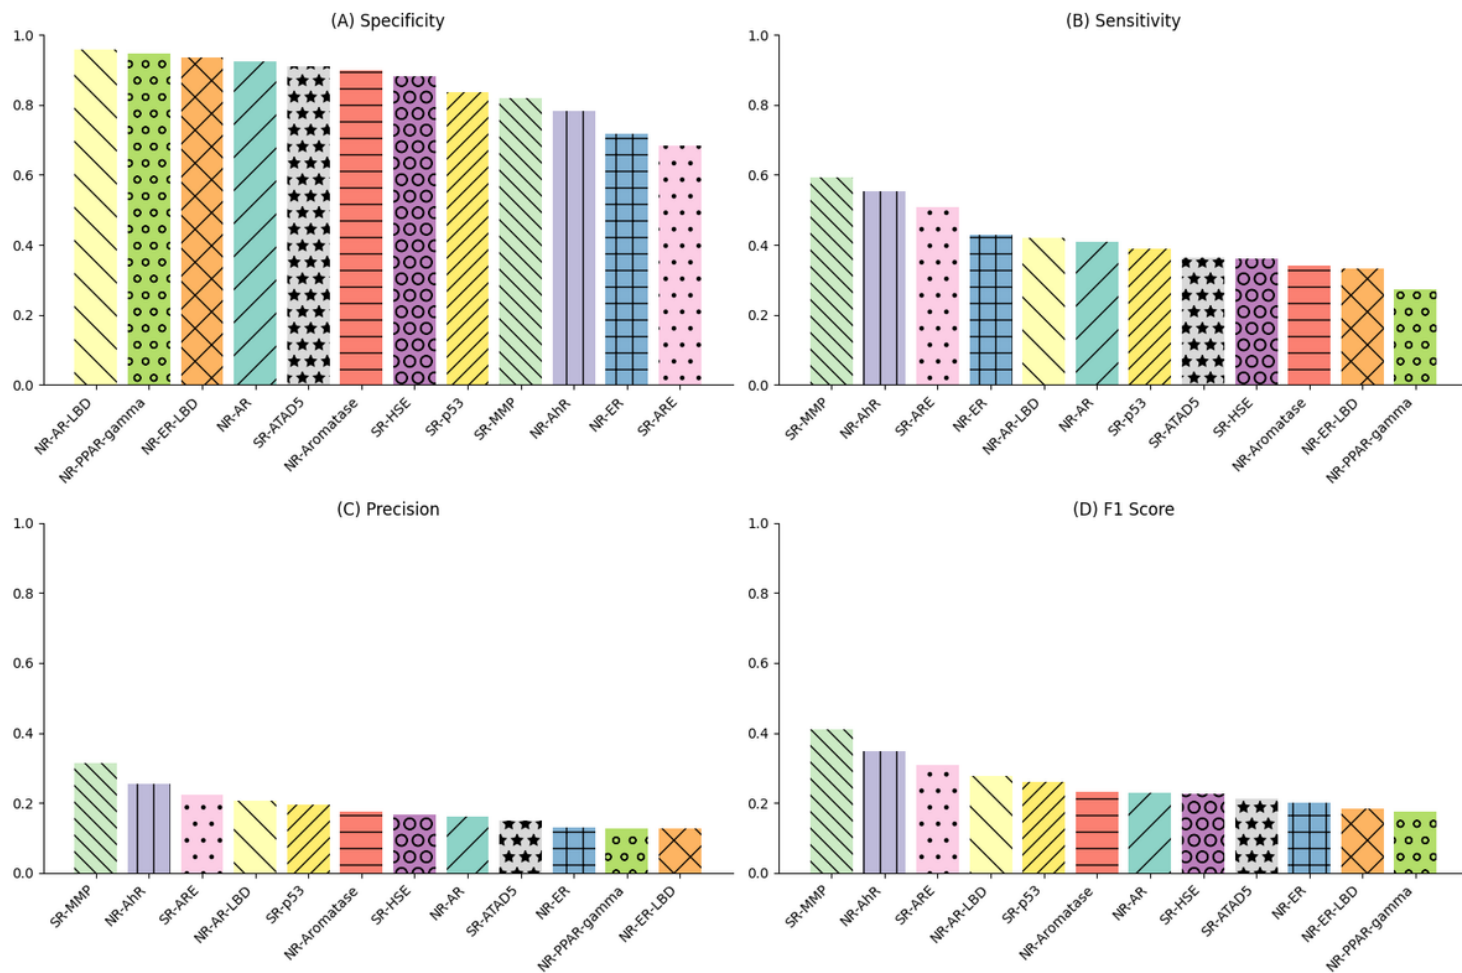 (A) Specificity
1.0
0.8
0.6
0.4
0.2
0.0
NR-AR-LBD
NR-PPAR-gamma
NR-ER-LBD
NR-AR
SR-ATAD5
NR-Aromatase
SR-HSE
SR-p53
SR-MMP
NR-AhR
NR-ER
SR-ARE
(B) Sensitivity
1.0
0.8
0.6
0.4
0.2
0.0
SR-MMP
NR-AhR
SR-ARE
NR-ER
NR-AR-LBD
NR-AR
SR-p53
SR-ATAD5
SR-HSE
NR-Aromatase
NR-ER-LBD
NR-PPAR-gamma
(C) Precision
1.0
0.8
0.6
0.4
0.2
0.0
SR-MMP
NR-AhR
SR-ARE
NR-AR-LBD
SR-p53
NR-Aromatase
SR-HSE
NR-AR
SR-ATAD5
NR-ER
NR-PPAR-gamma
NR-ER-LBD
(D) F1 Score
1.0
0.8
0.6
0.4
0.2
0.0
SR-MMP
NR-AhR
SR-ARE
NR-AR-LBD
SR-p53
NR-Aromatase
NR-AR
SR-HSE
SR-ATAD5
NR-ER
NR-ER-LBD
NR-PPAR-gamma